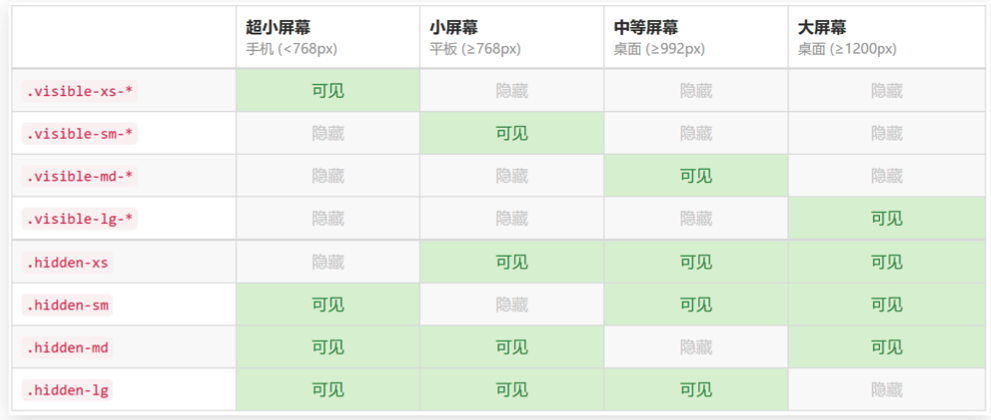 超小屏幕 小屏幕 中等屏幕 大屏幕
手机 (<768px) 平板 (≥768px) 桌面 (≥992px) 桌面 (≥1200px)
.visible-xs-* 可见 隐藏 隐藏 隐藏
.visible-sm-* 隐藏 可见 隐藏 隐藏
.visible-md-* 隐藏 隐藏 可见 隐藏
.visible-lg-* 隐藏 隐藏 隐藏 可见
.hidden-xs 隐藏 可见 可见 可见
.hidden-sm 可见 隐藏 可见 可见
.hidden-md 可见 可见 隐藏 可见
.hidden-lg 可见 可见 可见 隐藏